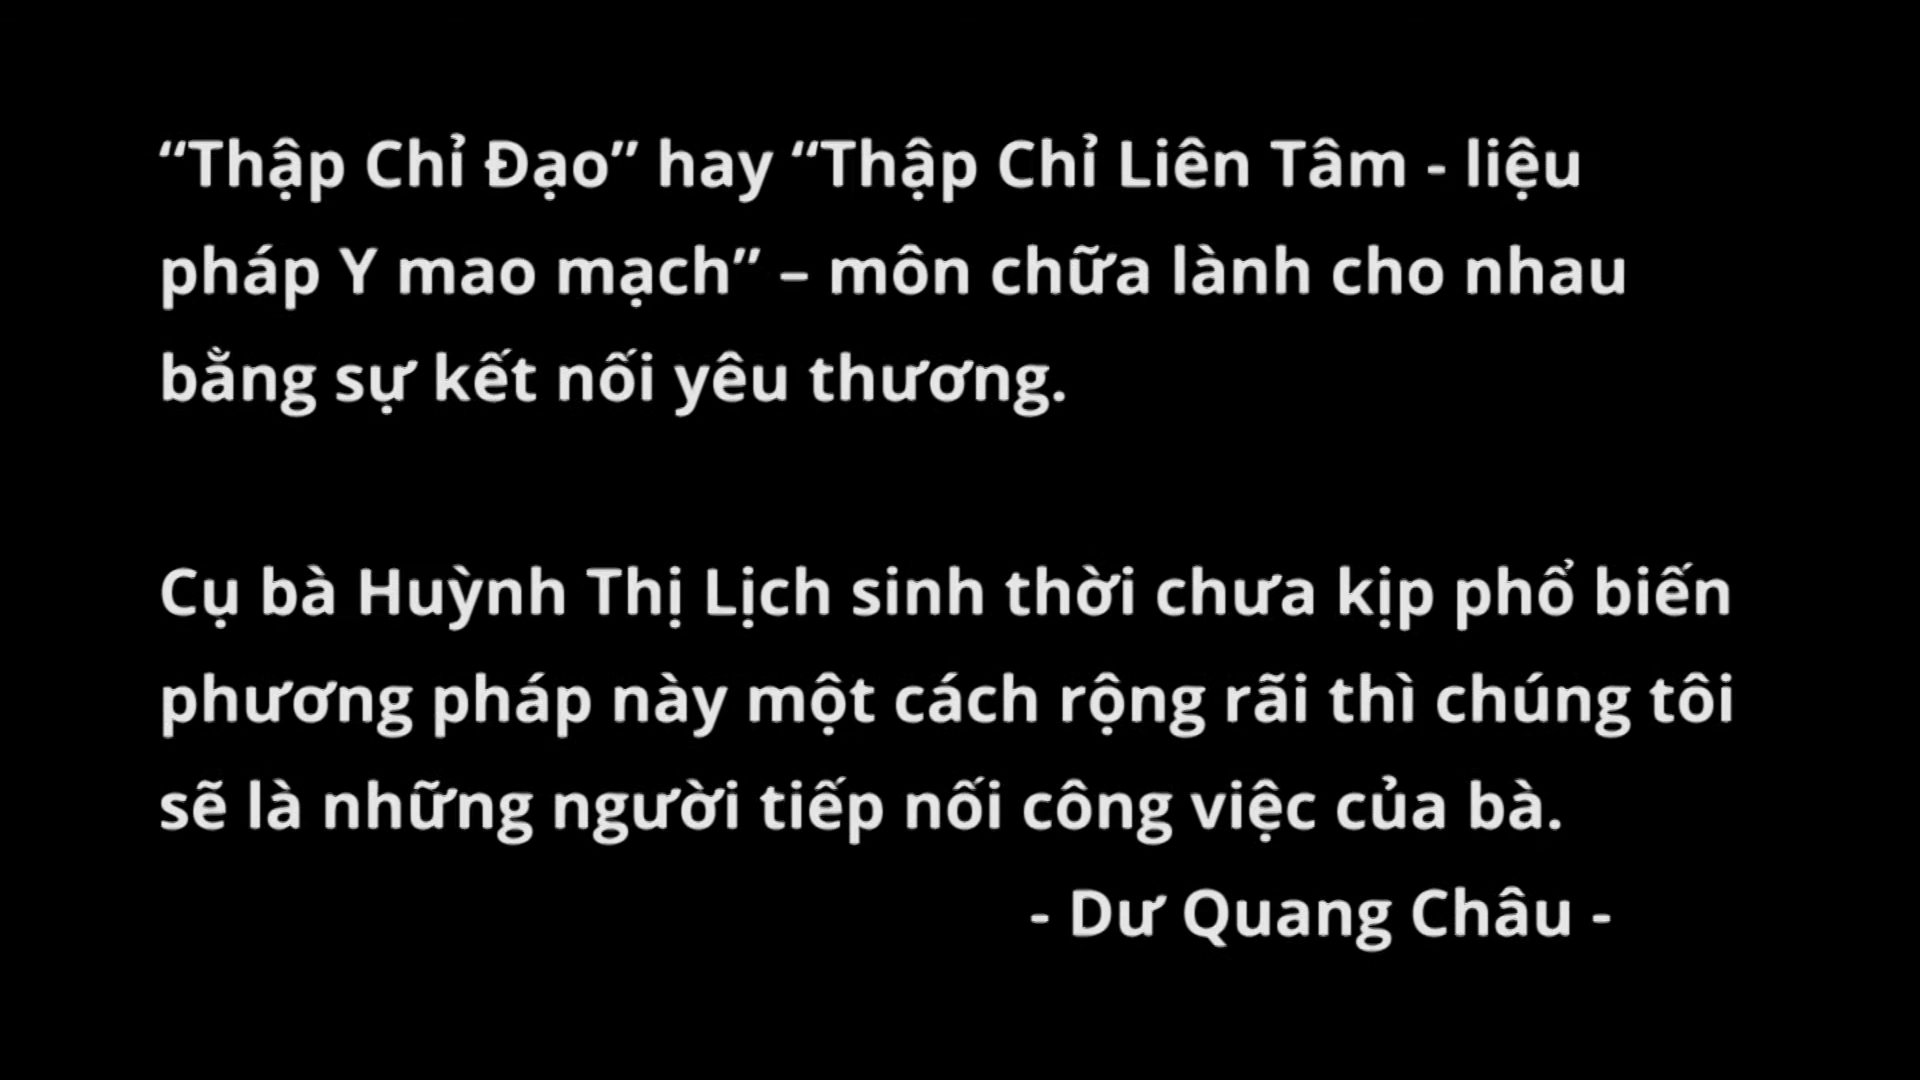 “Thập Chỉ Đạo” hay “Thập Chỉ Liên Tâm - liệu
pháp Y mao mạch” – môn chữa lành cho nhau
bằng sự kết nối yêu thương.
Cụ bà Huỳnh Thị Lịch sinh thời chưa kịp phổ biến
phương pháp này một cách rộng rãi thì chúng tôi
sẽ là những người tiếp nối công việc của bà.
- Dư Quang Châu -